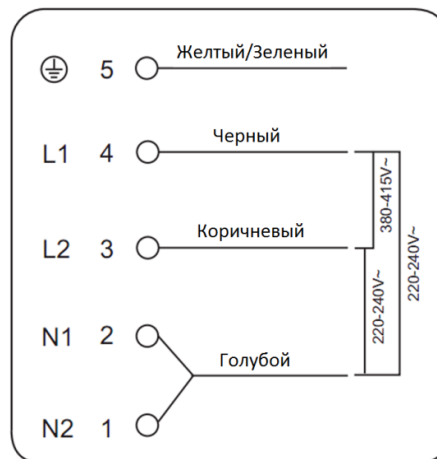 5 Желтый/Зеленый
L1 4 Черный
L2 3 Коричневый
N1 2
Голубой
N2 1
380-415V~
220-240V~
220-240V~